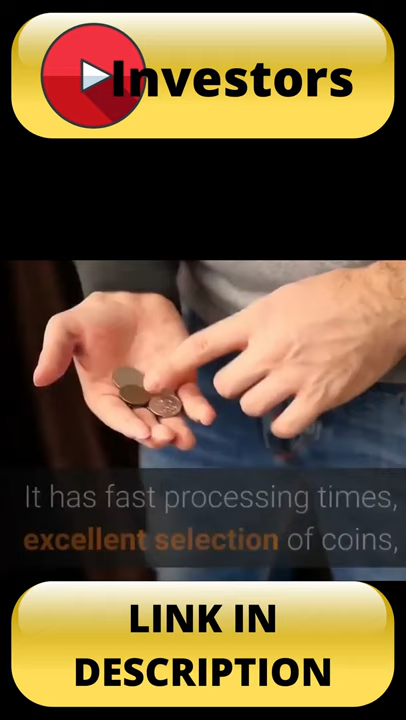 Investors
It has fast processing times,
excellent selection of coins,
LINK IN
DESCRIPTION